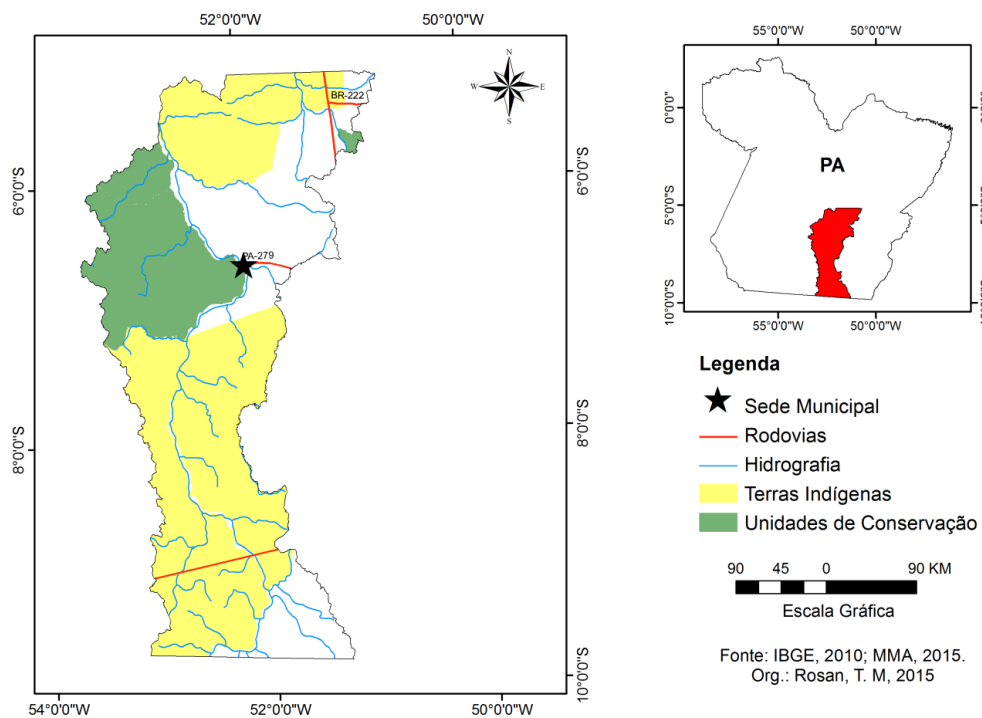 52°0'0"W
50°0'0"W
6°0'0"S
8°0'0"S
6°0'0"S
8°0'0"S
10°0'0"S
54°0'0"W
52°0'0"W
50°0'0"W
N
W
E
S
BR-222
PA-279
55°0'0"W
50°0'0"W
0°0'0"
5°0'0"S
10°0'0"S
PA
55°0'0"W
50°0'0"W
Legenda
Sede Municipal
Rodovias
Hidrografia
Terras Indígenas
Unidades de Conservação
90 45 0 90 KM
Escala Gráfica
Fonte: IBGE, 2010; MMA, 2015.
Org.: Rosan, T. M, 2015